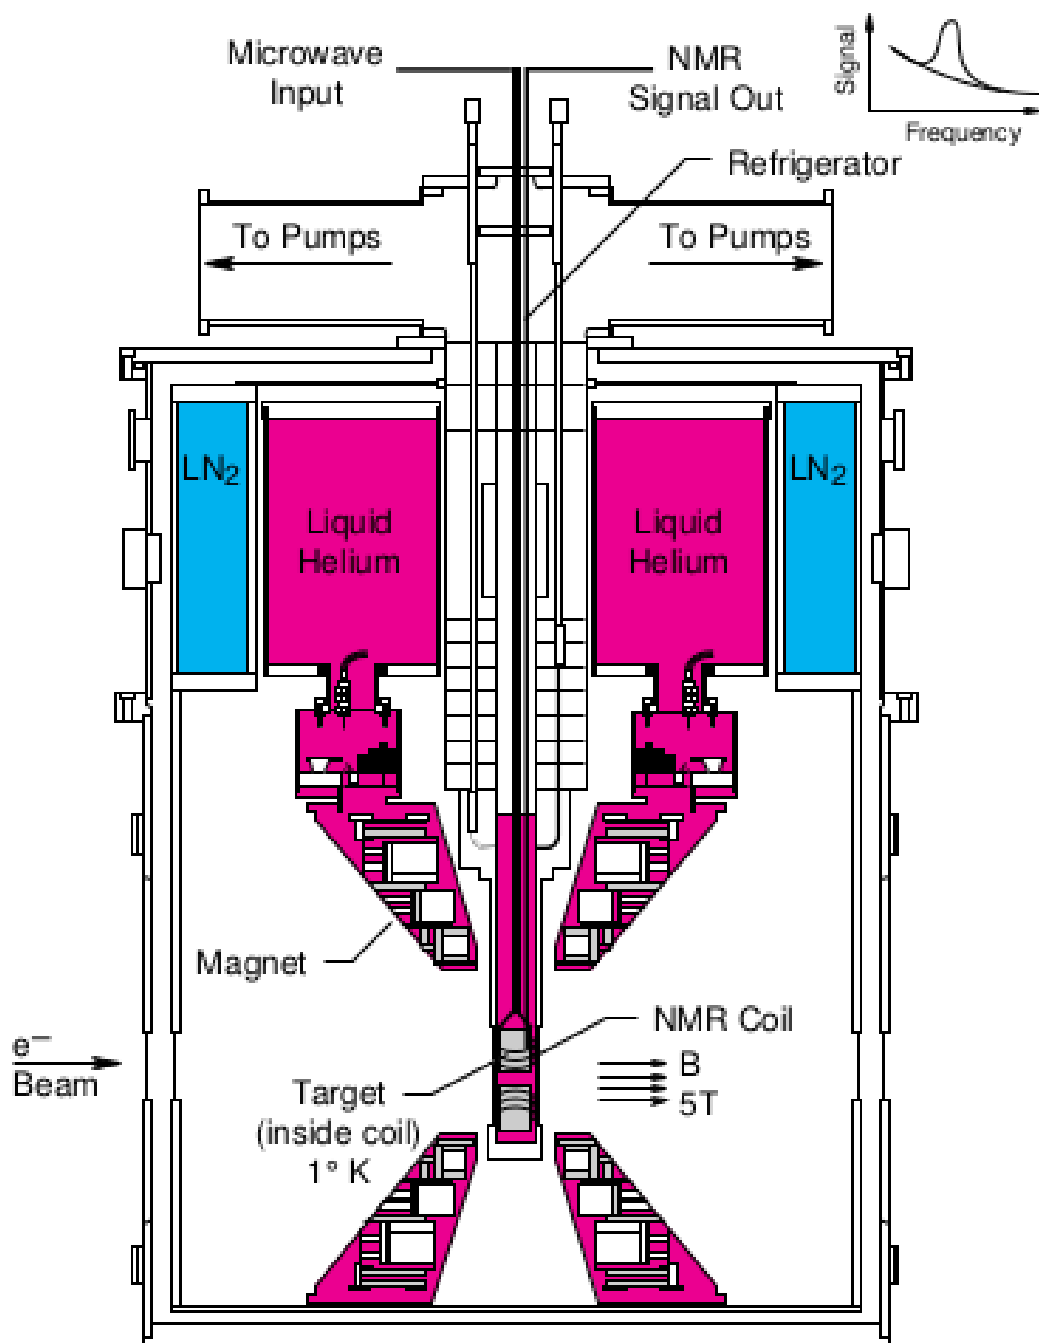 Microwave
Input
NMR
Signal Out
Signal
Frequency
Refrigerator
To Pumps
To Pumps
LN2
LN2
Liquid
Helium
Liquid
Helium
Magnet
NMR Coil
e−
Beam
B
5T
Target
(inside coil)
1° K